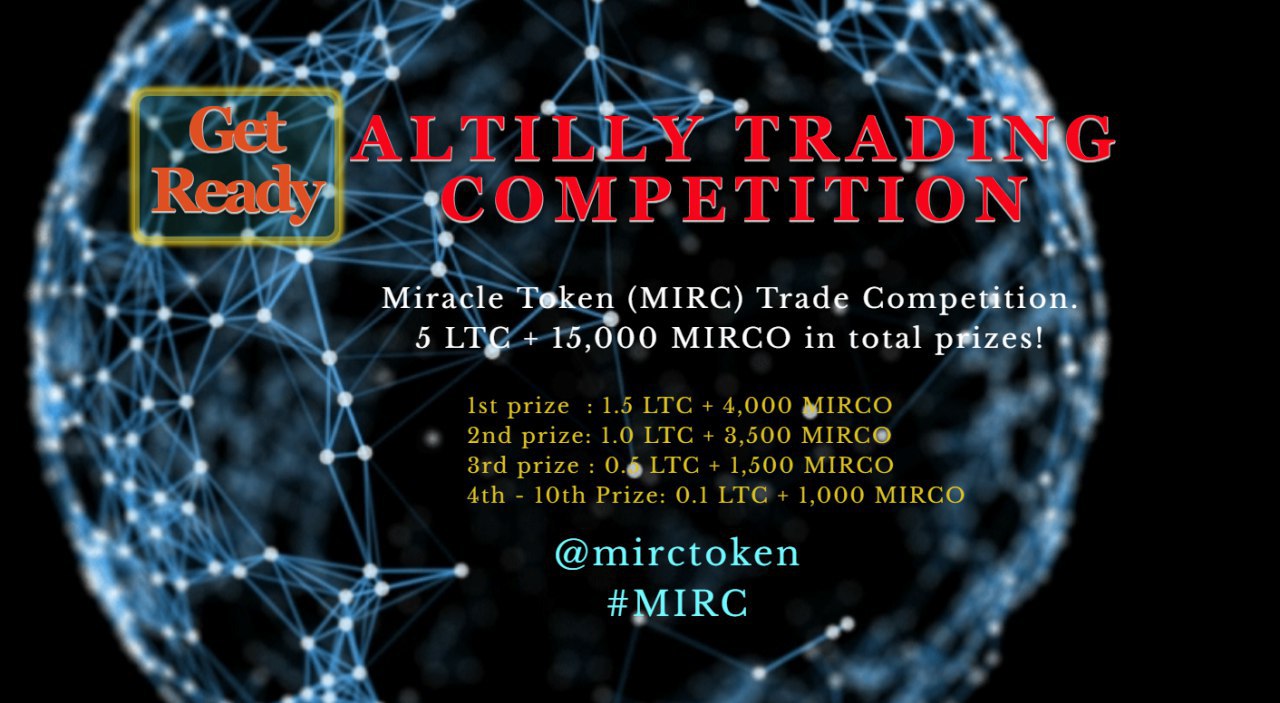 Get
Ready
ALTILLY TRADING
COMPETITION
Miracle Token (MIRC) Trade Competition.
5 LTC + 15,000 MIRCO in total prizes!
1st prize : 1.5 LTC + 4,000 MIRCO
2nd prize: 1.0 LTC + 3,500 MIRCO
3rd prize : 0.5 LTC + 1,500 MIRCO
4th - 10th Prize: 0.1 LTC + 1,000 MIRCO
@mirctoken
#MIRC